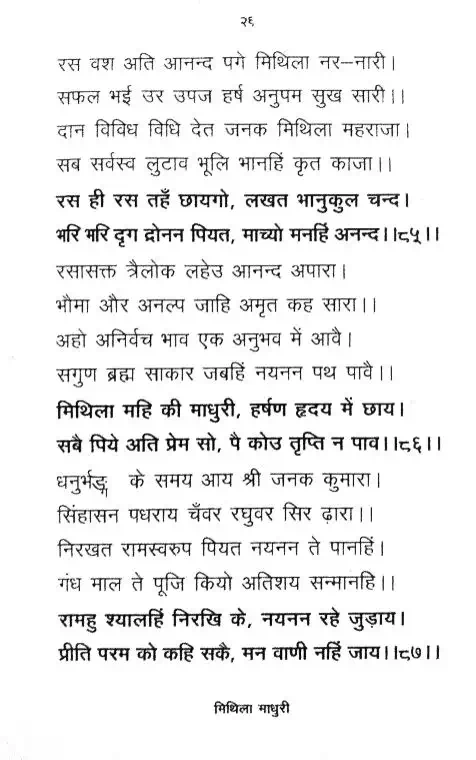 २६
रस वश अति आनन्द पगे मिथिला नर–नारी।
सफल भई उर उपज हर्ष अनुपम सुख सारी।।
दान विविध विधि देत जनक मिथिला महराजा।
सब सर्वस्व लुटाव भूलि भानहिं कृत काजा।।
रस ही रस तहँ छायगो, लखत भानुकुल चन्द।
भरि भरि दृग द्रोनन पियत, माच्यो मनहिं अनन्द।।८५।।
रसासक्त त्रैलोक लहेउ आनन्द अपारा।
भौमा और अनल्प जाहि अमृत कह सारा।।
अहो अनिर्वच भाव एक अनुभव में आवै।
सगुण ब्रह्म साकार जबहिं नयनन पथ पावै।।
मिथिला महि की माधुरी, हर्षण हृदय में छाय।
सबै पिये अति प्रेम सो, पै कोउ तृप्ति न पाव।।८६।।
धनुर्भङ्ग के समय आय श्री जनक कुमारा।
सिंहासन पधराय चँवर रघुवर सिर ढ़ारा।।
निरखत रामस्वरुप पियत नयनन ते पानहिं।
गंध माल ते पूजि कियो अतिशय सन्मानहि।।
रामहु श्यालहिं निरखि के, नयनन रहे जुड़ाय।
प्रीति परम को कहि सकै, मन वाणी नहिं जाय।।८७।।
मिथिला माधुरी